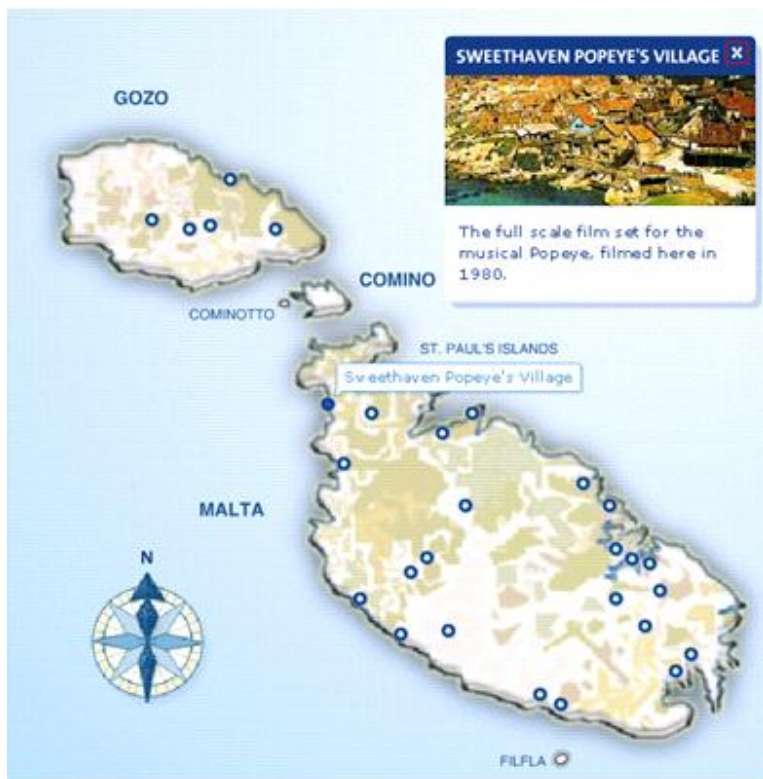 SWEETHAVEN POPEYE'S VILLAGE X
GOZO
The full scale film set for the
musical Popeye, filmed here in
1980.
COMINO
COMINOTTO
ST. PAUL'S ISLANDS
Sweethaven Popeye's Village
MALTA
N
FILFLA